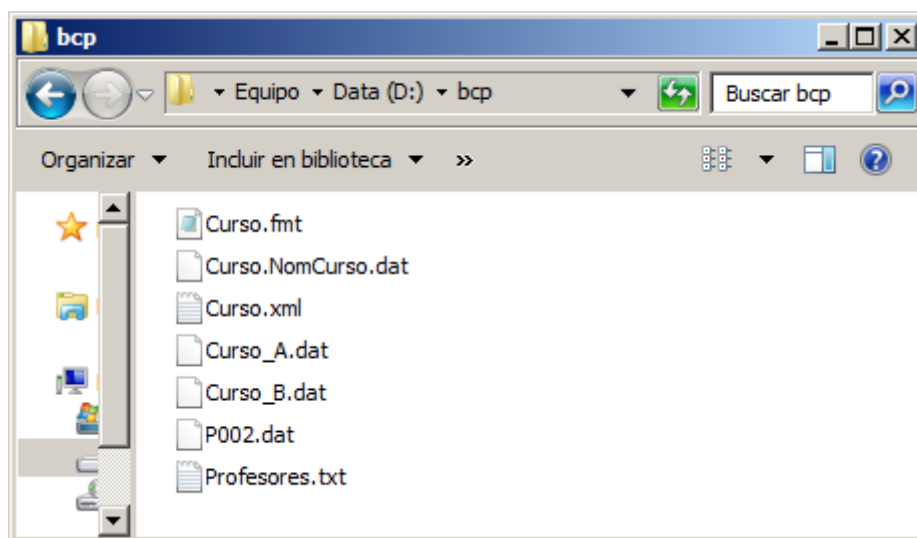 bcp
Equipo Data (D:) bcp Buscar bcp
Organizar Incluir en biblioteca »
Curso.fmt
Curso.NomCurso.dat
Curso.xml
Curso_A.dat
Curso_B.dat
P002.dat
Profesores.txt